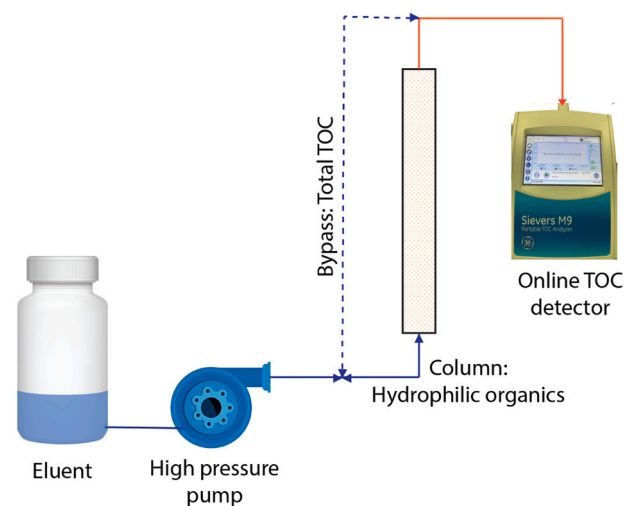 Bypass: Total TOC
Sievers M9
Portable TOC Analyzer
Online TOC
detector
Column:
Hydrophilic organics
Eluent
High pressure
pump